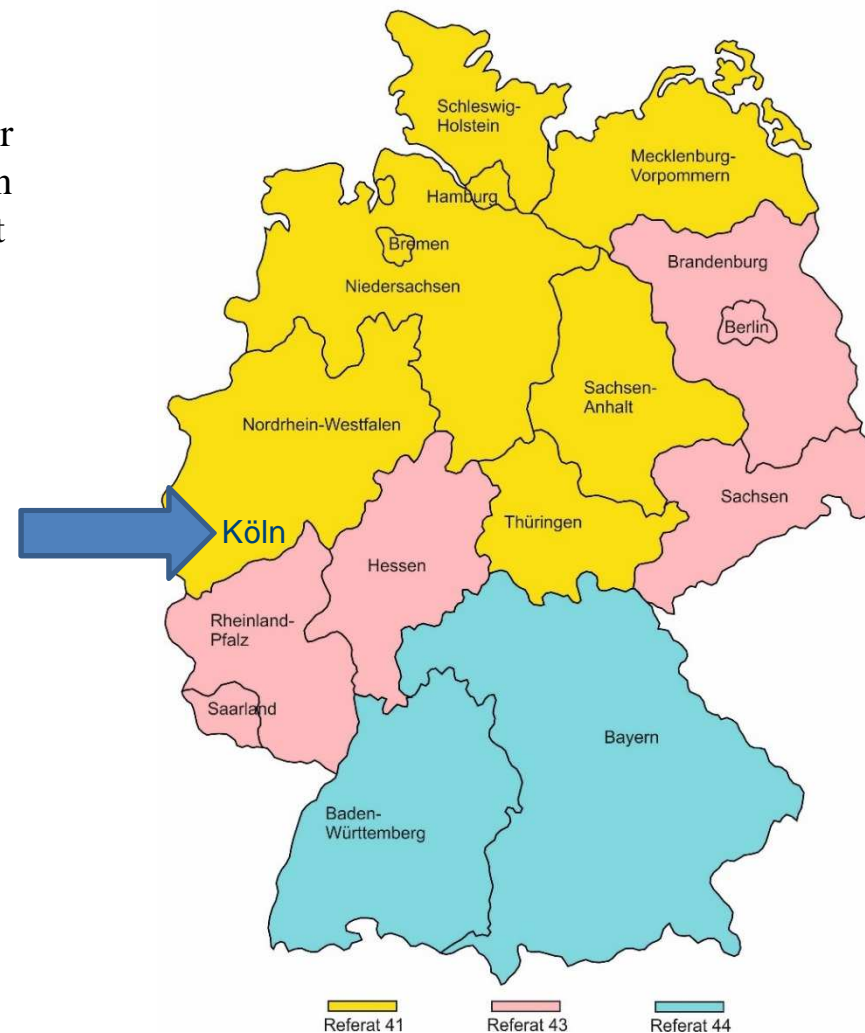 r
n
t
Schleswig-
Holstein
Mecklenburg-
Vorpommern
Hamburg
Bremen
Niedersachsen
Brandenburg
Berlin
Sachsen-
Anhalt
Nordrhein-Westfalen
Sachsen
Köln
Thüringen
Hessen
Rheinland-
Pfalz
Saarland
Bayern
Baden-
Württemberg
Referat 41
Referat 43
Referat 44